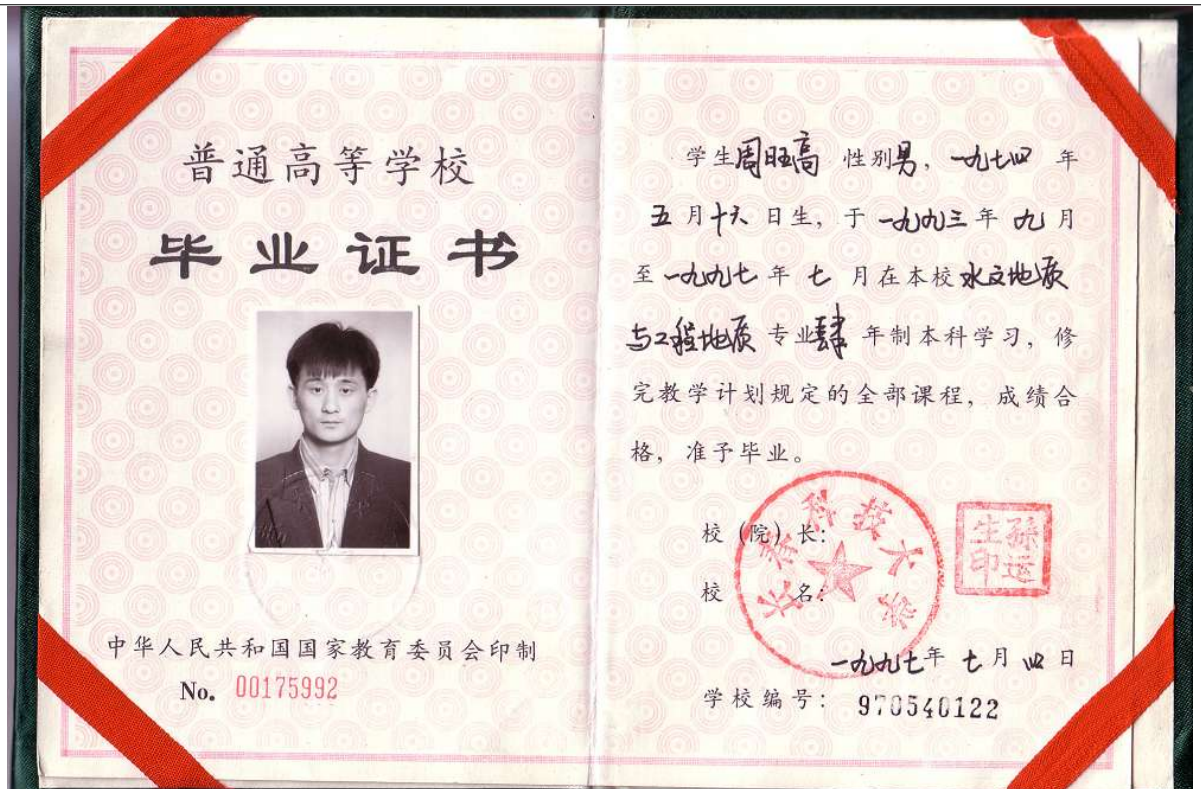 普通高等学校
毕业证书
中华人民共和国国家教育委员会印制
No. 00175992
学生周旺高 性别男，一九七四 年
五月十六日生，于一九九三年九月
至一九九七年七月在本校水文地质
与工程地质专业肆年制本科学习，修
完教学计划规定的全部课程，成绩合
格，准予毕业。
校（院）长：
孙运生印
校 名：
长春科技大学
一九九七年七月四日
学校编号：970540122